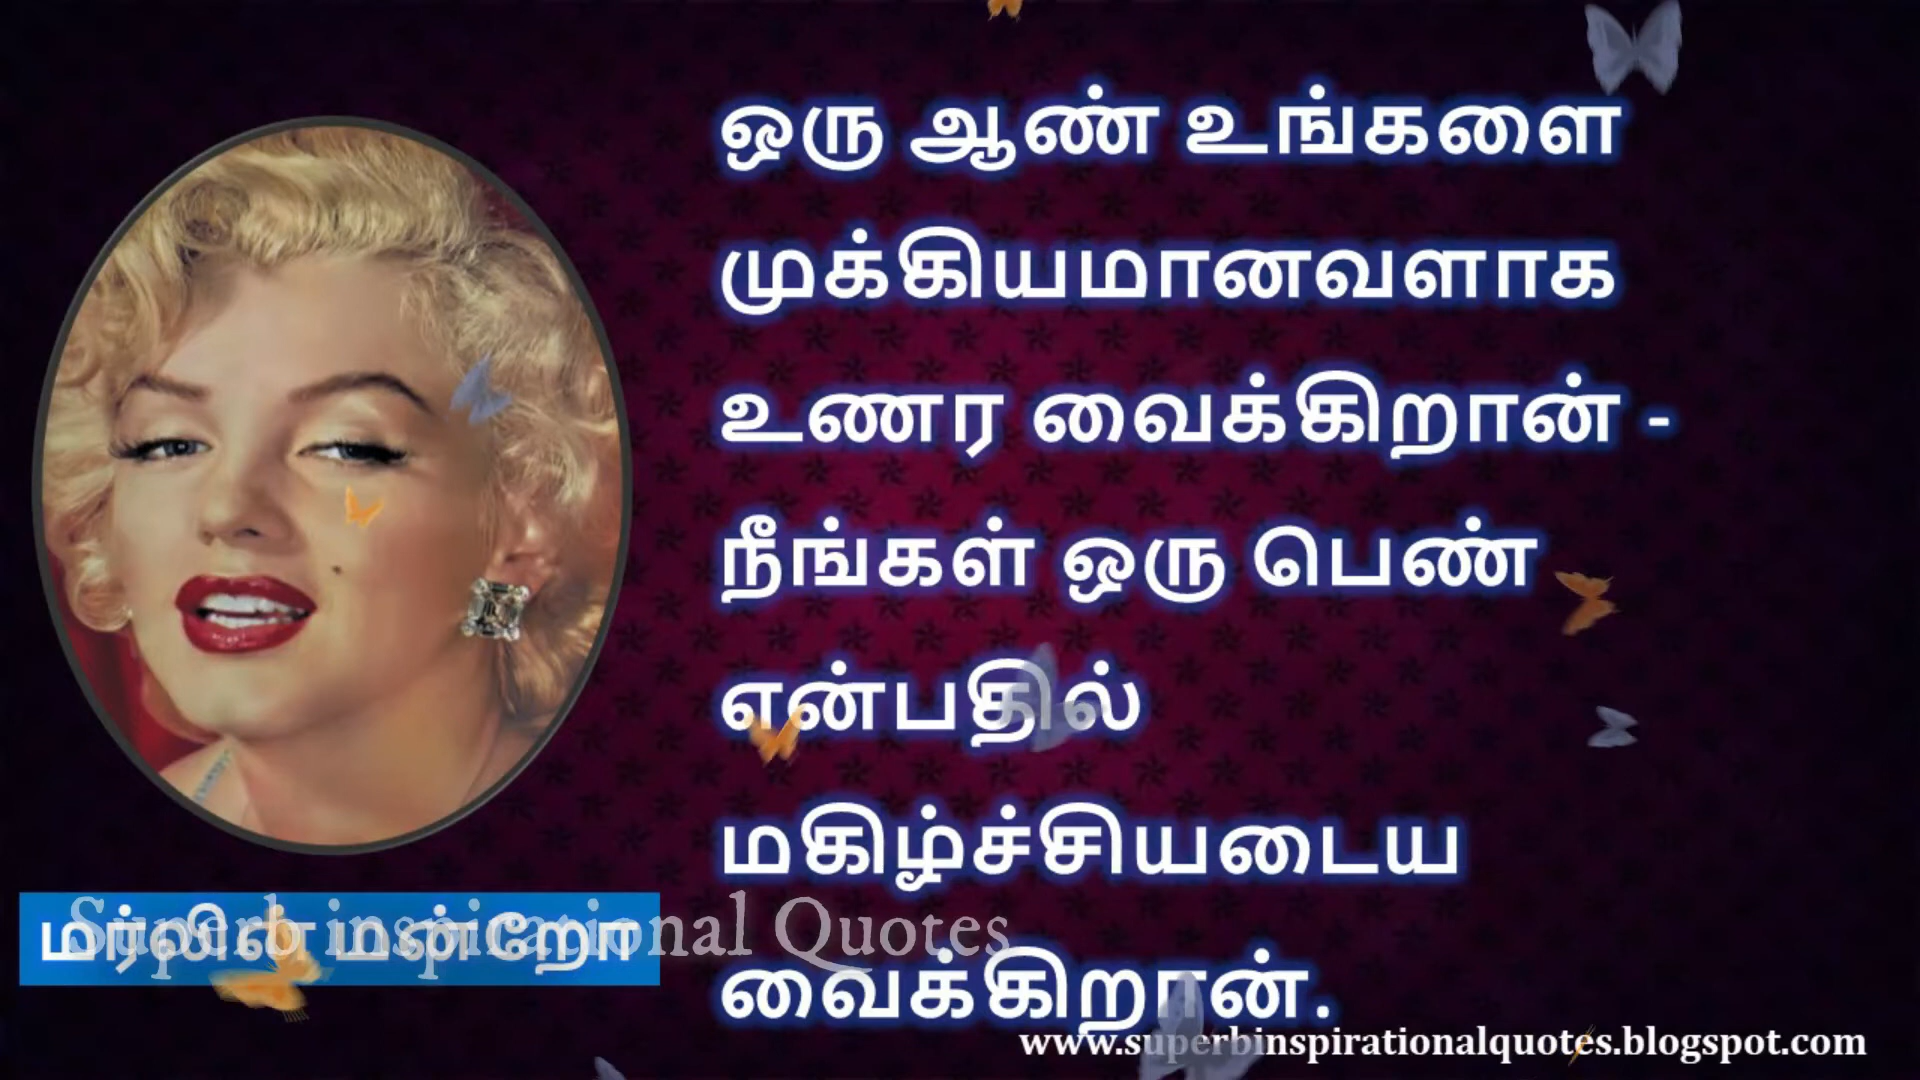 ஒரு ஆண் உங்களை
முக்கியமானவளாக
உணர வைக்கிறான் -
நீங்கள் ஒரு பெண்
என்பதில்
மகிழ்ச்சியடைய
வைக்கிறான்.
மர்லின் மன்றோ
Superb inspirational Quotes
www.superbinspirationalquotes.blogspot.com